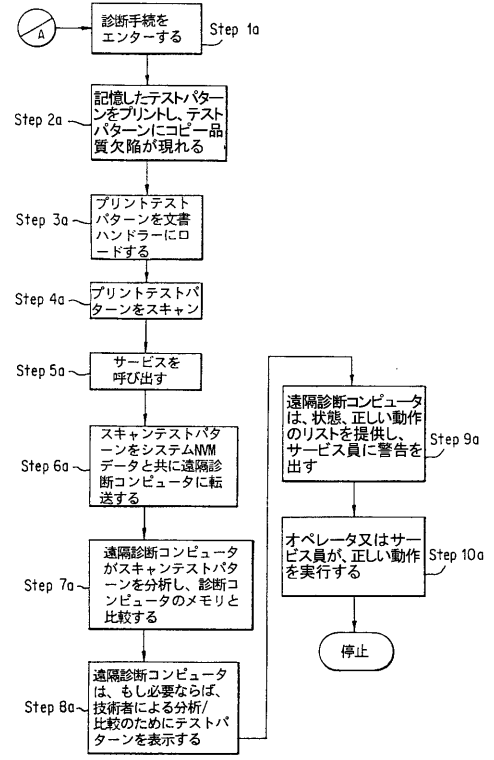 A
診断手続を
エンターする
Step 1a
記憶したテストパター
ンをプリントし、テスト
パターンにコピー品
質欠陥が現れる
Step 2a
プリントテスト
パターンを文書
ハンドラーにロ
ードする
Step 3a
プリントテストパ
ターンをスキャン
Step 4a
サービスを
呼び出す
Step 5a
スキャンテストパタ
ーンをシステムNVM
データと共に遠隔
診断コンピュータに転
送する
Step 6a
遠隔診断コンピュータ
がスキャンテストパタ
ーンを分析し、診断コ
ンピュータのメモリと
比較する
Step 7a
遠隔診断コンピュータ
は、もし必要ならば、
技術者による分析/
比較のためにテストパ
ターンを表示する
Step 8a
遠隔診断コンピュータ
は、状態、正しい動作
のリストを提供し、
サービス員に警告を
出す
Step 9a
オペレータ又はサー
ビス員が、正しい動作
を実行する
Step 10a
停止